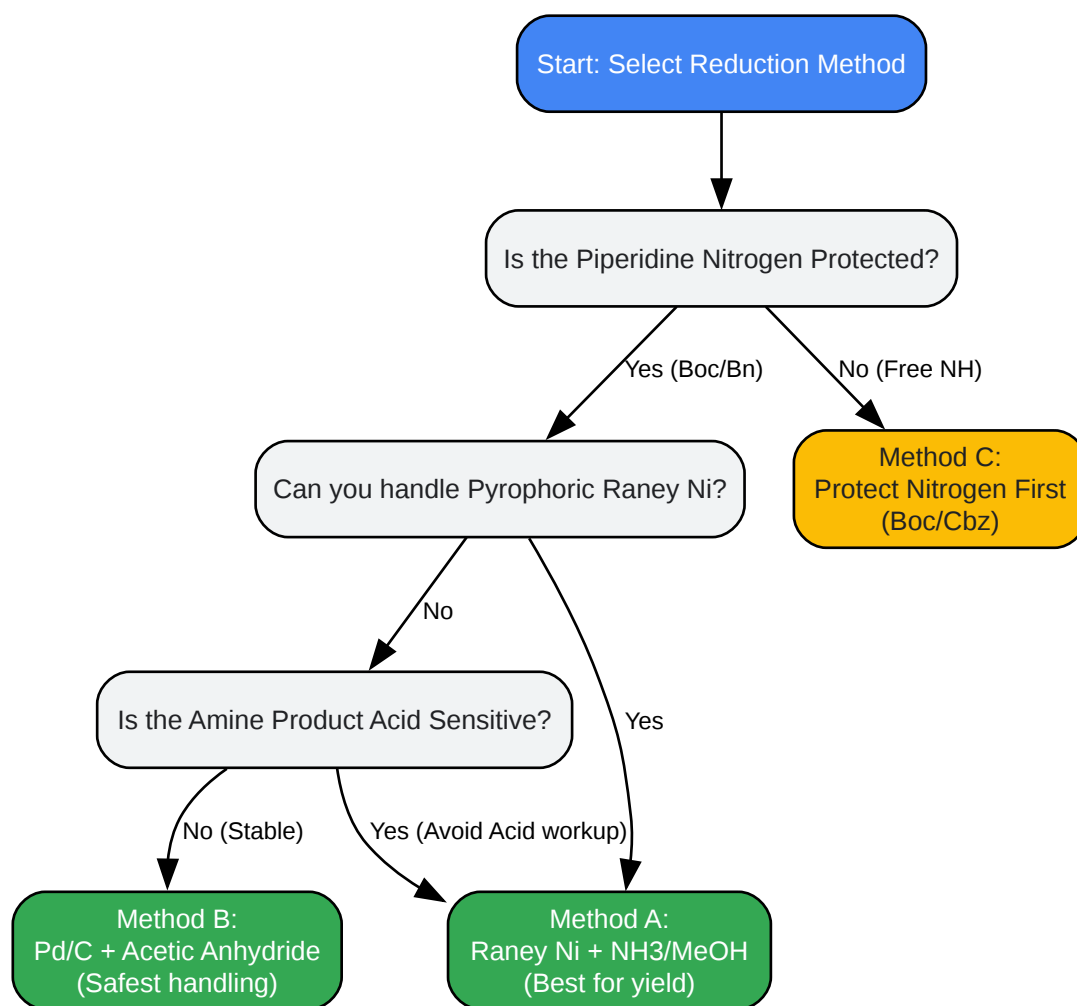 Start: Select Reduction Method
Is the Piperidine Nitrogen Protected?
Yes (Boc/Bn)
No (Free NH)
Can you handle Pyrophoric Raney Ni?
Method C:
Protect Nitrogen First
(Boc/Cbz)
No
Yes
Is the Amine Product Acid Sensitive?
No (Stable)
Yes (Avoid Acid workup)
Method B:
Pd/C + Acetic Anhydride
(Safest handling)
Method A:
Raney Ni + NH3/MeOH
(Best for yield)